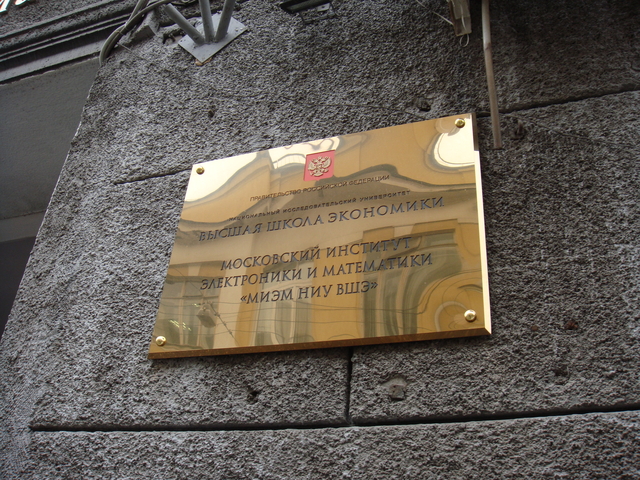 ПРАВИТЕЛЬСТВО РОССИЙСКОЙ ФЕДЕРАЦИИ
НАЦИОНАЛЬНЫЙ ИССЛЕДОВАТЕЛЬСКИЙ УНИВЕРСИТЕТ
ВЫСШАЯ ШКОЛА ЭКОНОМИКИ
МОСКОВСКИЙ ИНСТИТУТ
ЭЛЕКТРОНИКИ И МАТЕМАТИКИ
«МИЭМ НИУ ВШЭ»